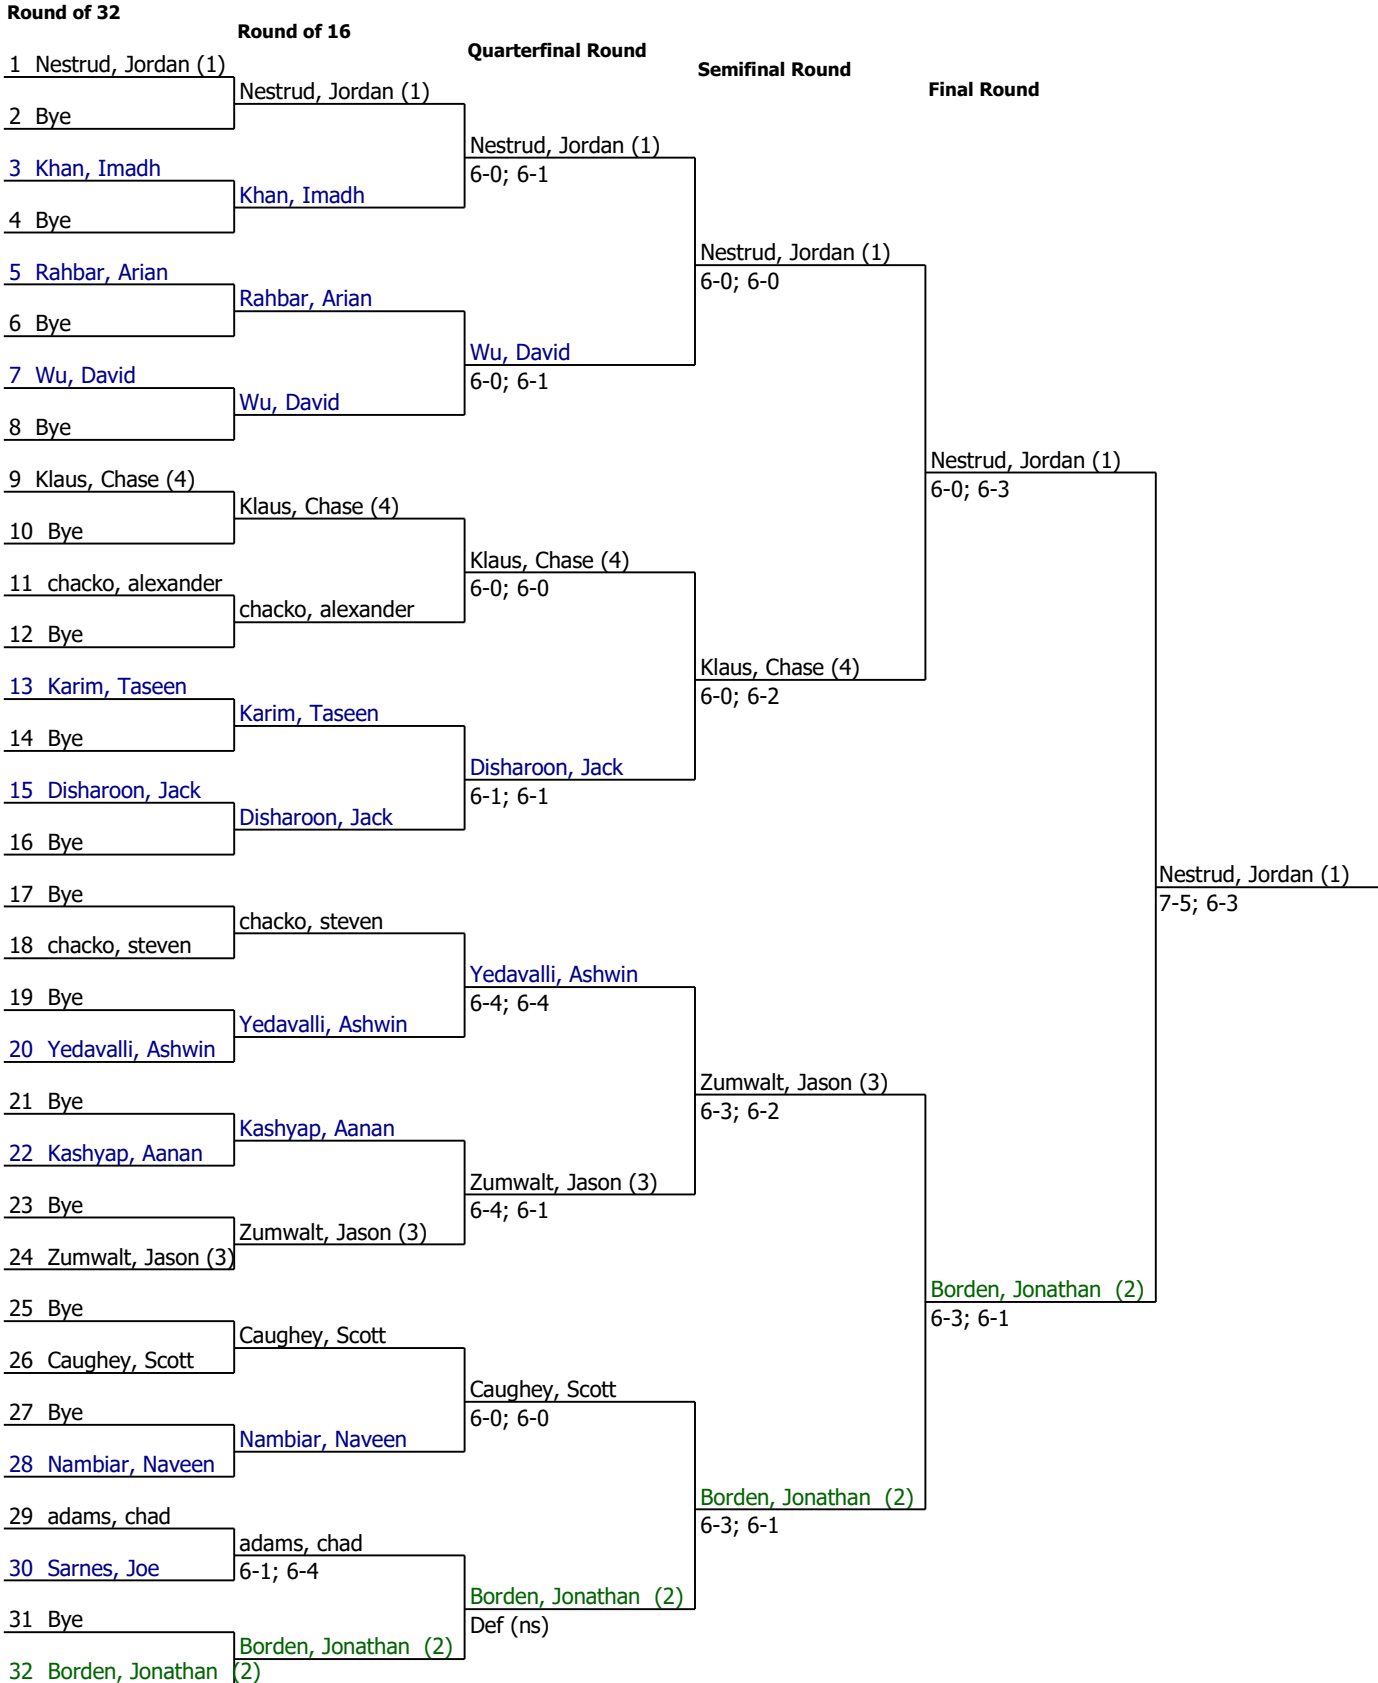 Round of 32
Round of 16
Quarterfinal Round
Semifinal Round
Final Round
1 Nestrud, Jordan (1)
2 Bye
3 Khan, Imadh
4 Bye
5 Rahbar, Arian
6 Bye
7 Wu, David
8 Bye
9 Klaus, Chase (4)
10 Bye
11 chacko, alexander
12 Bye
13 Karim, Taseen
14 Bye
15 Disharoon, Jack
16 Bye
17 Bye
18 chacko, steven
19 Bye
20 Yedavalli, Ashwin
21 Bye
22 Kashyap, Aanan
23 Bye
24 Zumwalt, Jason (3)
25 Bye
26 Caughey, Scott
27 Bye
28 Nambiar, Naveen
29 adams, chad
30 Sarnes, Joe
31 Bye
32 Borden, Jonathan (2)
Nestrud, Jordan (1)
Khan, Imadh
Rahbar, Arian
Wu, David
Klaus, Chase (4)
chacko, alexander
Karim, Taseen
Disharoon, Jack
chacko, steven
Yedavalli, Ashwin
Kashyap, Aanan
Zumwalt, Jason (3)
Caughey, Scott
Nambiar, Naveen
adams, chad
6-1; 6-4
Borden, Jonathan (2)
Nestrud, Jordan (1)
6-0; 6-1
Wu, David
6-0; 6-1
Klaus, Chase (4)
6-0; 6-0
Disharoon, Jack
6-1; 6-1
Yedavalli, Ashwin
6-4; 6-4
Zumwalt, Jason (3)
6-4; 6-1
Caughey, Scott
6-0; 6-0
Borden, Jonathan (2)
Def (ns)
Nestrud, Jordan (1)
6-0; 6-0
Klaus, Chase (4)
6-0; 6-2
Zumwalt, Jason (3)
6-3; 6-2
Borden, Jonathan (2)
6-3; 6-1
Nestrud, Jordan (1)
6-0; 6-3
Borden, Jonathan (2)
6-3; 6-1
Nestrud, Jordan (1)
7-5; 6-3